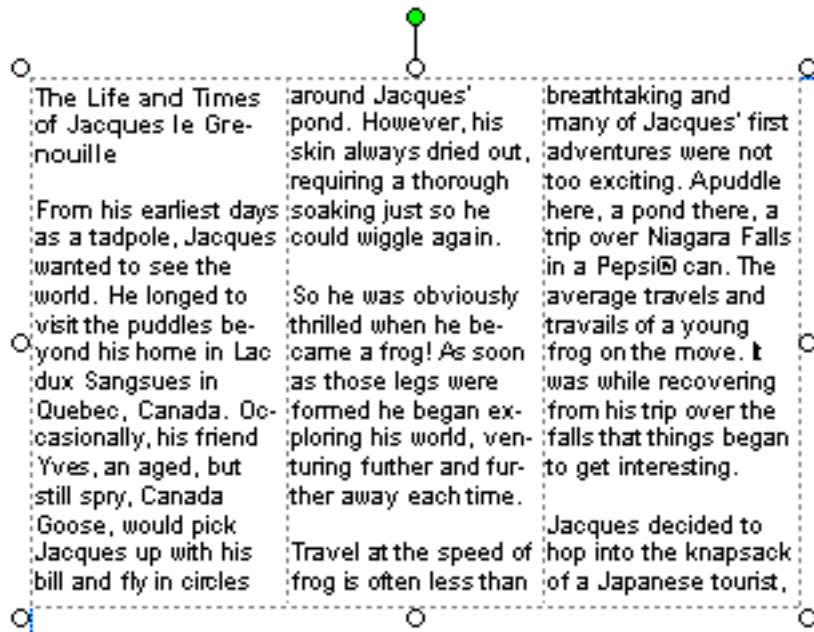 The Life and Times
of Jacques le Gre-
nouille
From his earliest days
as a tadpole, Jacques
wanted to see the
world. He longed to
visit the puddles be-
yond his home in Lac
dux Sangsues in
Quebec, Canada. Oc-
casionally, his friend
Yves, an aged, but
still spry, Canada
Goose, would pick
Jacques up with his
bill and fly in circles
around Jacques'
pond. However, his
skin always dried out,
requiring a thorough
soaking just so he
could wiggle again.
So he was obviously
thrilled when he be-
came a frog! As soon
as those legs were
formed he began ex-
ploring his world, ven-
turing further and fur-
ther away each time.
Travel at the speed of
frog is often less than
breathtaking and
many of Jacques' first
adventures were not
too exciting. A puddle
here, a pond there, a
trip over Niagara Falls
in a Pepsi® can. The
average travels and
travails of a young
frog on the move. It
was while recovering
from his trip over the
falls that things began
to get interesting.
Jacques decided to
hop into the knapsack
of a Japanese tourist,